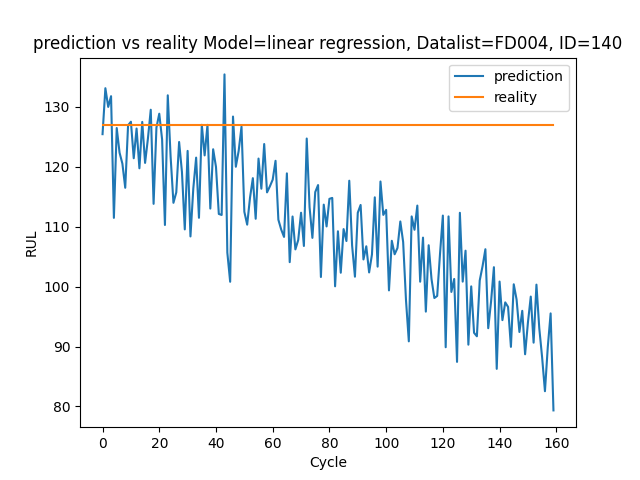 prediction vs reality Model=linear regression, Datalist=FD004, ID=140
prediction
reality
130
120
110
100
90
80
RUL
0 20 40 60 80 100 120 140 160
Cycle